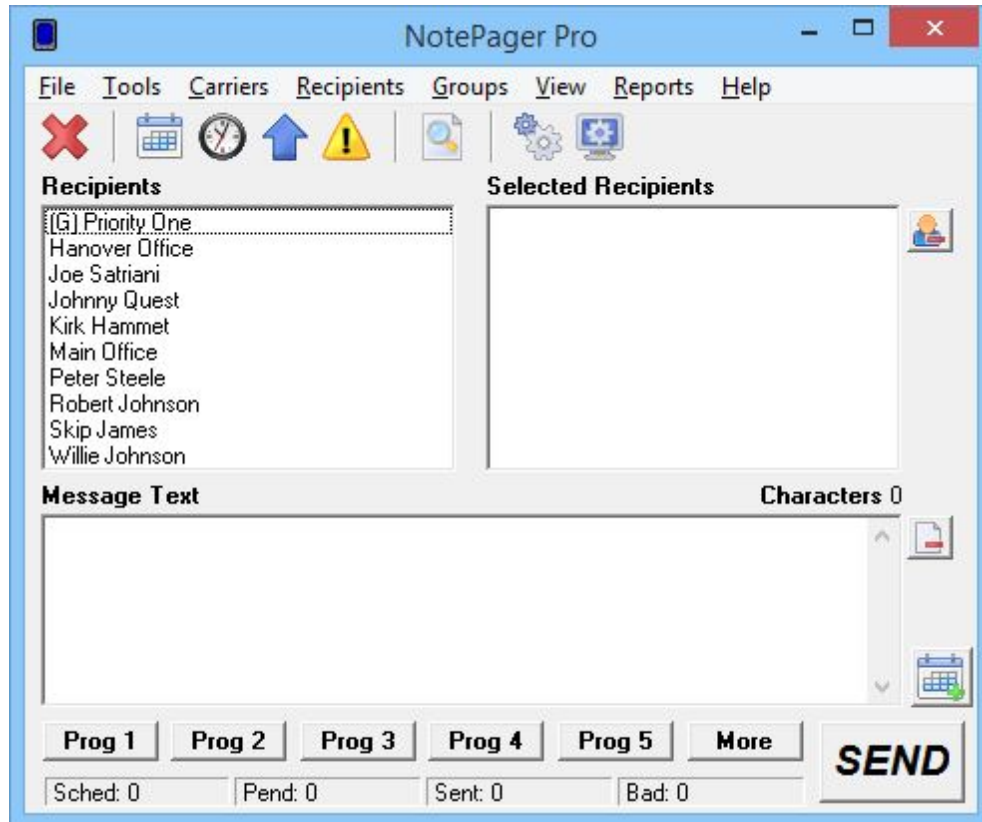 NotePager Pro
File Tools Carriers Recipients Groups View Reports Help
Recipients
Selected Recipients
(G) Priority One
Hanover Office
Joe Satriani
Johnny Quest
Kirk Hammet
Main Office
Peter Steele
Robert Johnson
Skip James
Willie Johnson
Message Text
Characters 0
Prog 1 Prog 2 Prog 3 Prog 4 Prog 5 More
SEND
Sched: 0 Pend: 0 Sent: 0 Bad: 0